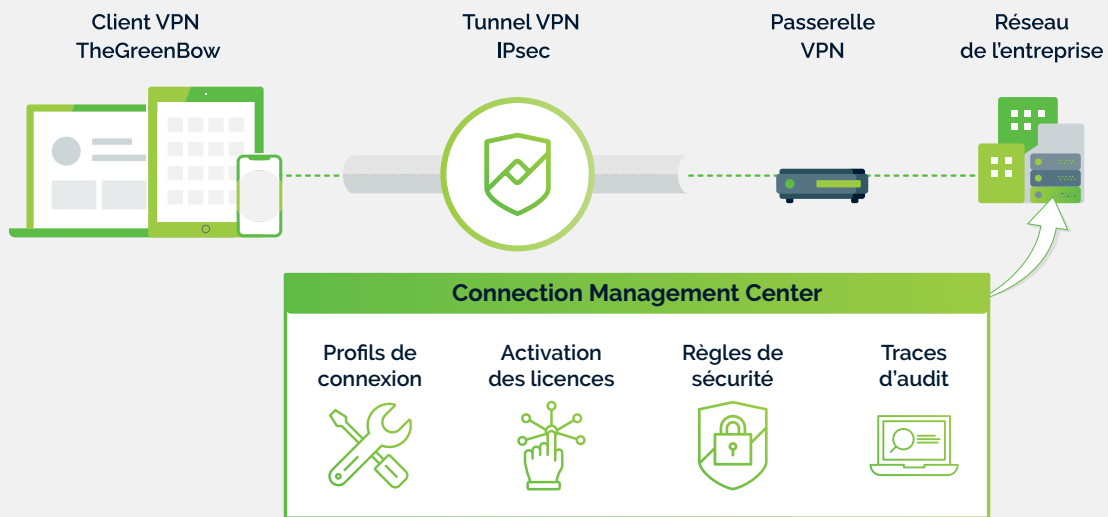 Client VPN
TheGreenBow
Tunnel VPN
IPsec
Passerelle
VPN
Réseau
de l'entreprise
Connection Management Center
Profils de
connexion
Activation
des licences
Règles de
sécurité
Traces
d'audit